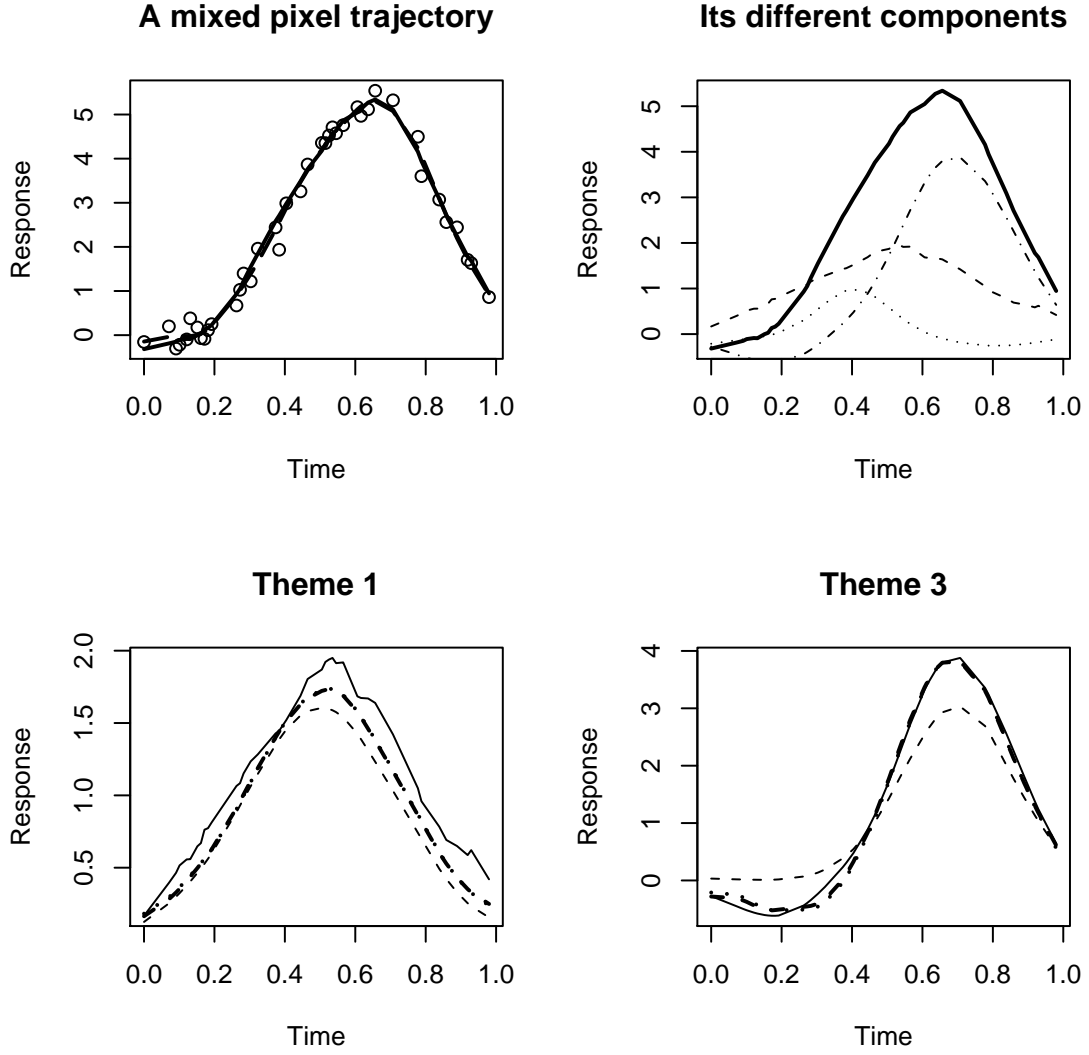 A mixed pixel trajectory
Response
5
4
3
2
1
0
0.0 0.2 0.4 0.6 0.8 1.0
Time
Its different components
Response
5
4
3
2
1
0
0.0 0.2 0.4 0.6 0.8 1.0
Time
Theme 1
Response
2.0
1.5
1.0
0.5
0.0 0.2 0.4 0.6 0.8 1.0
Time
Theme 3
Response
4
3
2
1
0
0.0 0.2 0.4 0.6 0.8 1.0
Time